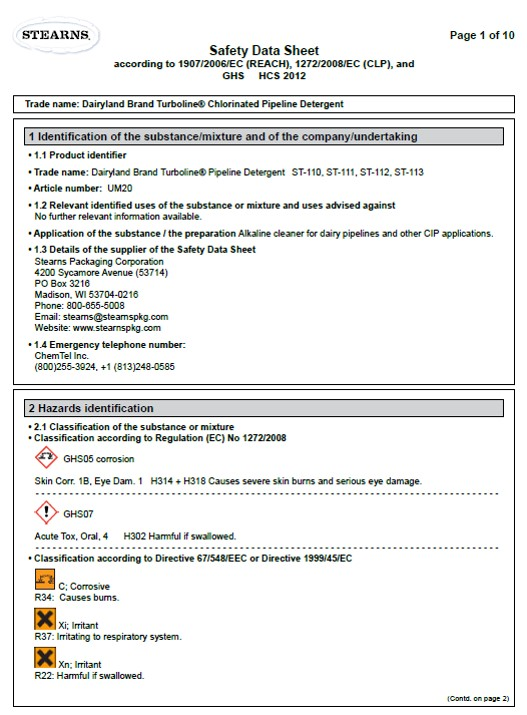 STEARNS.
Page 1 of 10
Safety Data Sheet
according to 1907/2006/EC (REACH), 1272/2008/EC (CLP), and
GHS HCS 2012
Trade name: Dairyland Brand Turboline® Chlorinated Pipeline Detergent
1 Identification of the substance/mixture and of the company/undertaking
• 1.1 Product identifier
• Trade name: Dairyland Brand Turboline® Pipeline Detergent ST-110, ST-111, ST-112, ST-113
• Article number: UM20
• 1.2 Relevant identified uses of the substance or mixture and uses advised against
No further relevant information available.
• Application of the substance / the preparation Alkaline cleaner for dairy pipelines and other CIP applications.
• 1.3 Details of the supplier of the Safety Data Sheet
Stearns Packaging Corporation
4200 Sycamore Avenue (53714)
PO Box 3216
Madison, WI 53704-0216
Phone: 800-655-5008
Email: stearns@stearnspkg.com
Website: www.stearnspkg.com
• 1.4 Emergency telephone number:
ChemTel Inc.
(800)255-3924, +1 (813)248-0585
2 Hazards identification
• 2.1 Classification of the substance or mixture
• Classification according to Regulation (EC) No 1272/2008
GHS05 corrosion
Skin Corr. 1B, Eye Dam. 1 H314 + H318 Causes severe skin burns and serious eye damage.
GHS07
Acute Tox, Oral, 4 H302 Harmful if swallowed.
• Classification according to Directive 67/548/EEC or Directive 1999/45/EC
C; Corrosive
R34: Causes burns.
Xi; Irritant
R37: Irritating to respiratory system.
Xn; Irritant
R22: Harmful if swallowed.
(Contd. on page 2)